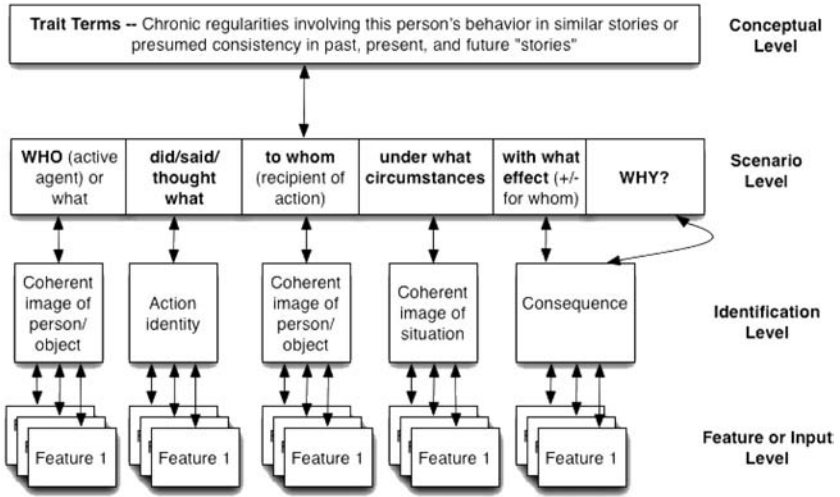 Trait Terms -- Chronic regularities involving this person's behavior in similar stories or
presumed consistency in past, present, and future "stories"
Conceptual
Level
WHO (active
agent) or
what
did/said/
thought
what
to whom
(recipient of
action)
under what
circumstances
with what
effect (+/-
for whom)
WHY?
Scenario
Level
Coherent
image of
person/
object
Action
identity
Coherent
image of
person/
object
Coherent
image of
situation
Consequence
Identification
Level
Feature 1
Feature 1
Feature 1
Feature 1
Feature 1
Feature or Input
Level